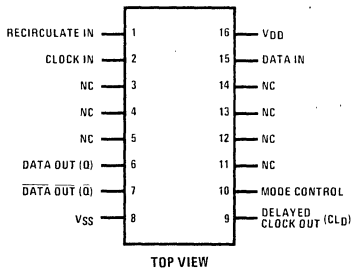 RECIRCULATE IN 1 16 VDD
CLOCK IN 2 15 DATA IN
NC 3 14 NC
NC 4 13 NC
NC 5 12 NC
DATA OUT (Q) 6 11 NC
DATA OUT (Q̅) 7 10 MODE CONTROL
VSS 8 9 DELAYED CLOCK OUT (CLD)
TOP VIEW